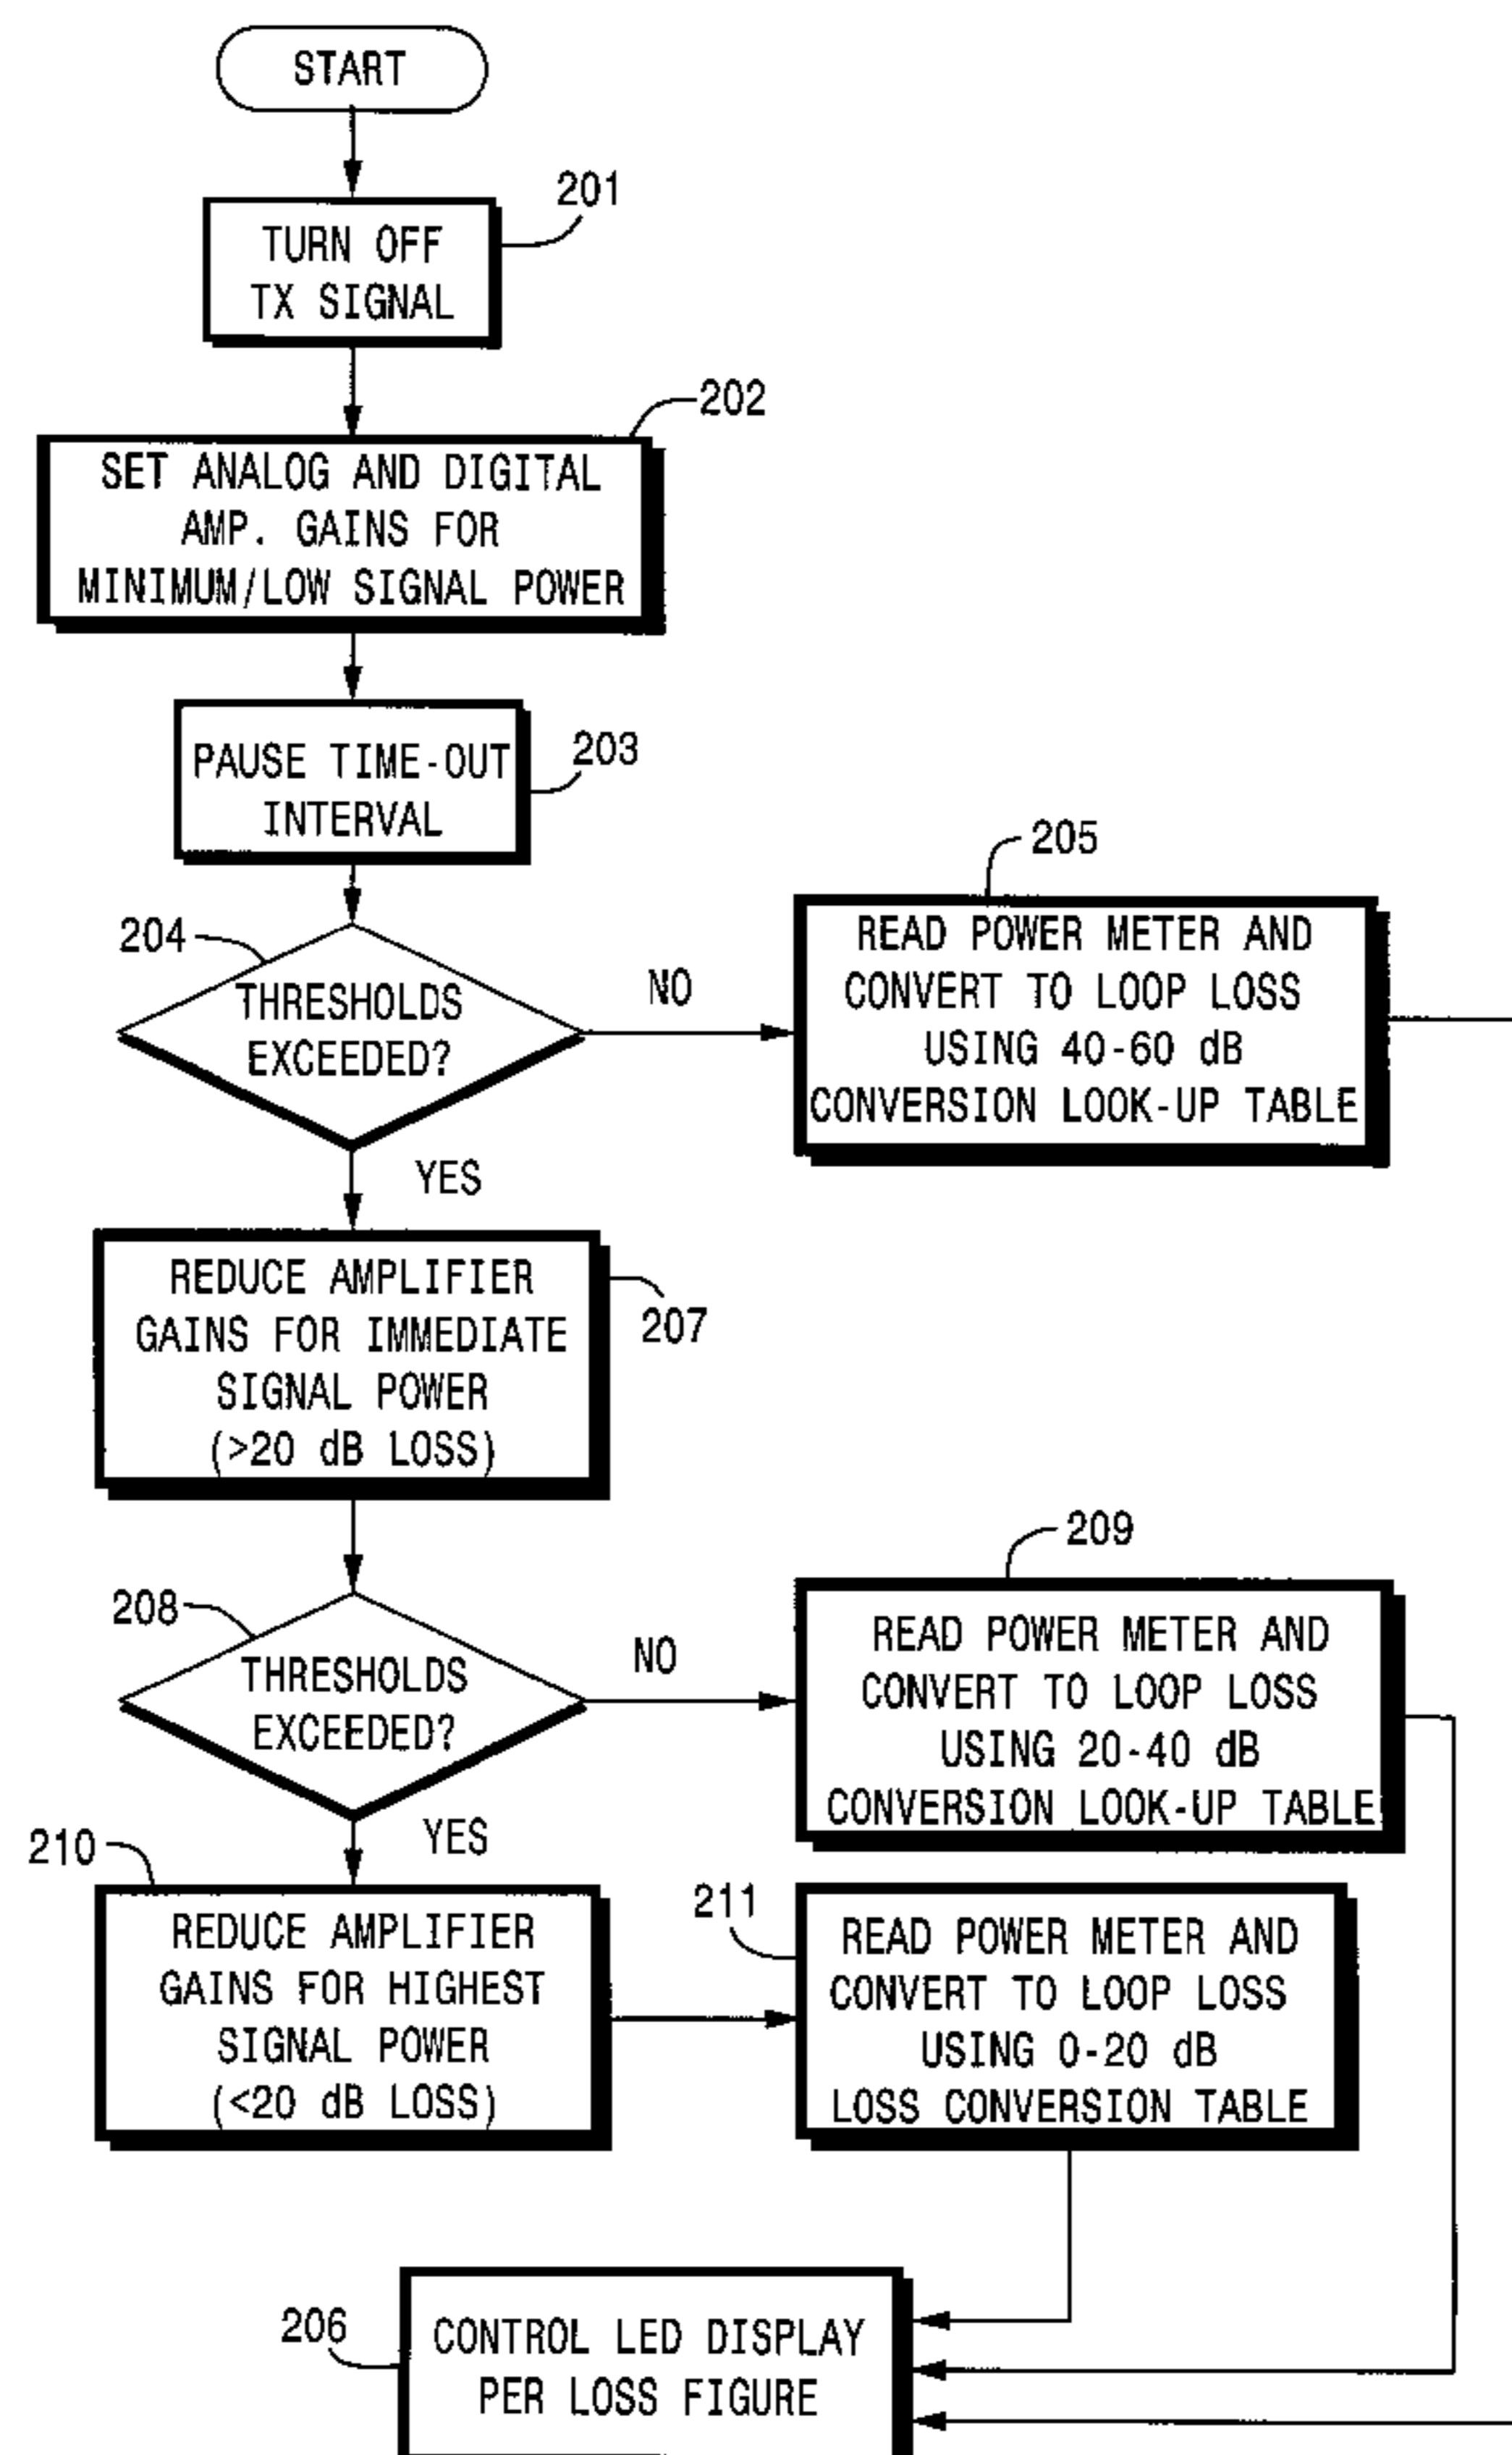 START
201
TURN OFF
TX SIGNAL
202
SET ANALOG AND DIGITAL
AMP. GAINS FOR
MINIMUM/LOW SIGNAL POWER
203
PAUSE TIME-OUT
INTERVAL
204
THRESHOLDS
EXCEEDED?
NO
205
READ POWER METER AND
CONVERT TO LOOP LOSS
USING 40-60 dB
CONVERSION LOOK-UP TABLE
YES
REDUCE AMPLIFIER
GAINS FOR IMMEDIATE
SIGNAL POWER
(>20 dB LOSS)
207
208
THRESHOLDS
EXCEEDED?
NO
209
READ POWER METER AND
CONVERT TO LOOP LOSS
USING 20-40 dB
CONVERSION LOOK-UP TABLE
YES
210
REDUCE AMPLIFIER
GAINS FOR HIGHEST
SIGNAL POWER
(<20 dB LOSS)
211
READ POWER METER AND
CONVERT TO LOOP LOSS
USING 0-20 dB
LOSS CONVERSION TABLE
206
CONTROL LED DISPLAY
PER LOSS FIGURE